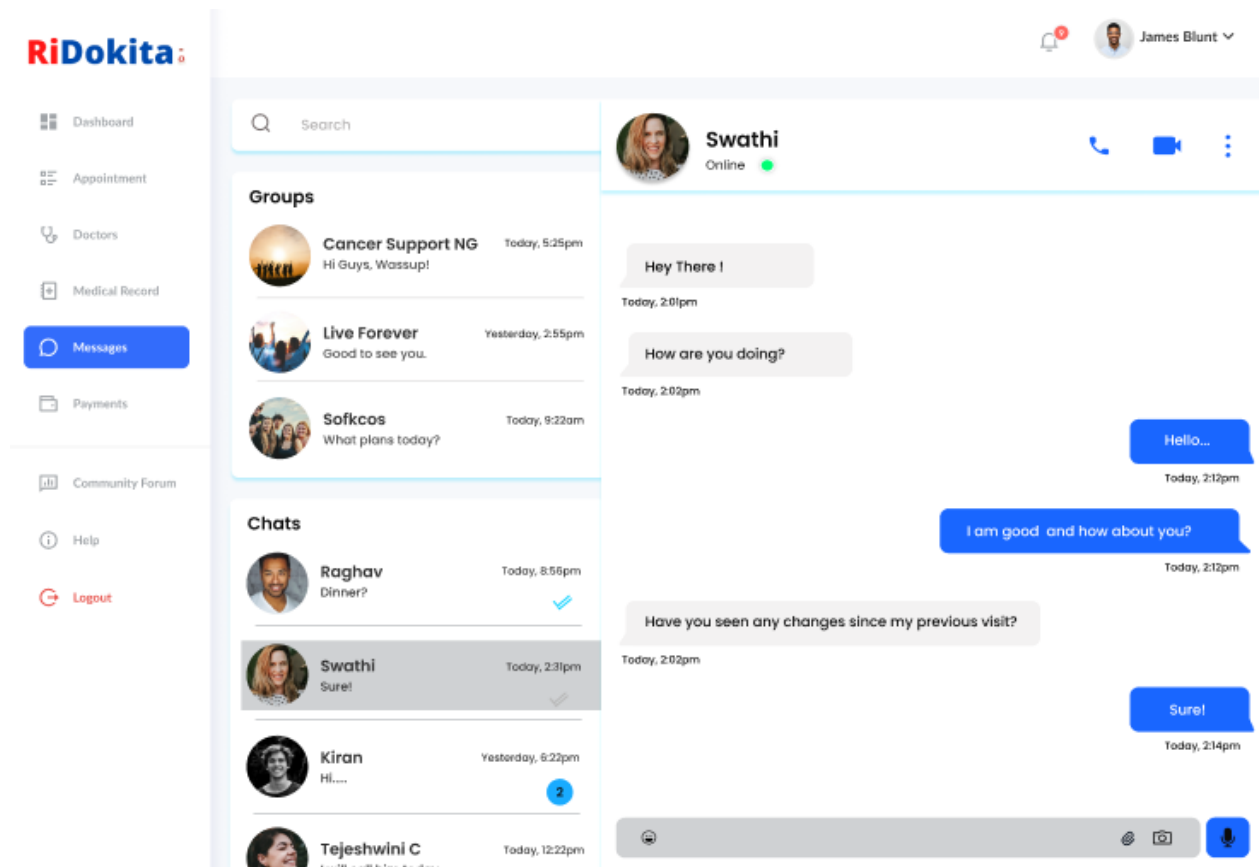 RiDokita
9
James Blunt
Dashboard
Appointment
Doctors
Medical Record
Messages
Payments
Community Forum
Help
Logout
Search
Groups
Cancer Support NG
Today, 5:25pm
Hi Guys, Wassup!
Live Forever
Yesterday, 2:55pm
Good to see you.
Sofkcos
Today, 9:22am
What plans today?
Chats
Raghav
Today, 8:56pm
Dinner?
Swathi
Today, 2:31pm
Sure!
Kiran
Yesterday, 6:22pm
Hi....
2
Tejeshwini C
Today, 12:22pm
Swathi
Online
Hey There !
Today, 2:01pm
How are you doing?
Today, 2:02pm
Hello...
Today, 2:12pm
I am good and how about you?
Today, 2:12pm
Have you seen any changes since my previous visit?
Today, 2:02pm
Sure!
Today, 2:14pm